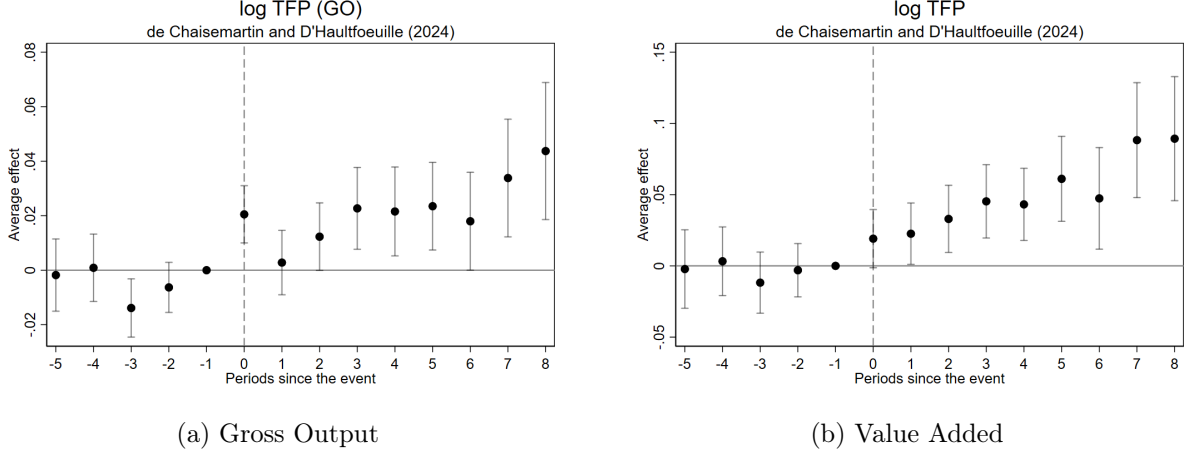 log TFP (GO)
de Chaisemartin and D'Haultfoeuille (2024)
Average effect
.08
.06
.04
.02
0
-.02
-5 -4 -3 -2 -1 0 1 2 3 4 5 6 7 8
Periods since the event
(a) Gross Output
log TFP
de Chaisemartin and D'Haultfoeuille (2024)
Average effect
.15
.1
.05
0
-.05
-5 -4 -3 -2 -1 0 1 2 3 4 5 6 7 8
Periods since the event
(b) Value Added